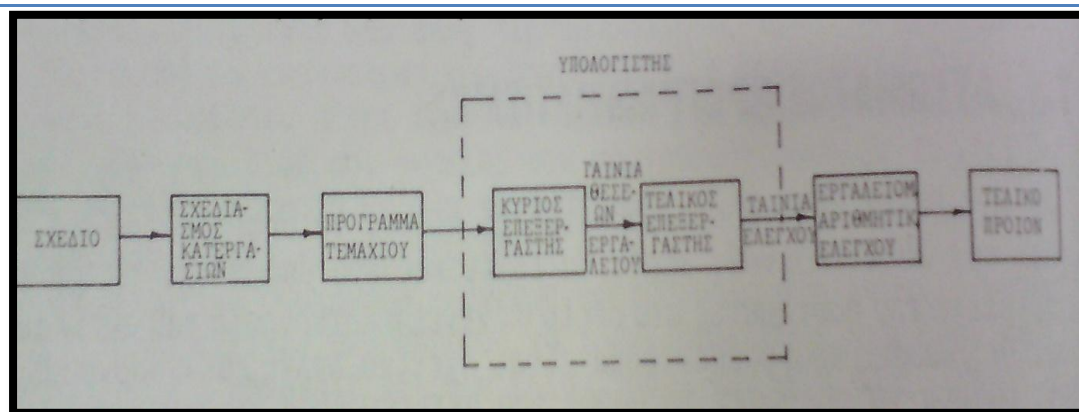 ΥΠΟΛΟΓΙΣΤΗΣ
ΣΧΕΔΙΟ
ΣΧΕΔΙΑ-
ΣΜΟΣ
ΚΑΤΕΡΓΑ-
ΣΙΩΝ
ΠΡΟΓΡΑΜΜΑ
ΤΕΜΑΧΙΟΥ
ΚΥΡΙΟΣ
ΕΠΕΞΕΡ-
ΓΑΣΤΗΣ
ΤΑΙΝΙΑ
ΘΕΣΕ-
ΩΝ
ΕΡΓΑ-
ΛΕΙΟΥ
ΤΕΛΙΚΟΣ
ΕΠΕΞΕΡ-
ΓΑΣΤΗΣ
ΤΑΙΝΙΑ
ΕΛΕΓΧΟΥ
ΕΡΓΑΛΕΙΟΜ
ΑΡΙΘΜΗΤΙΚ
ΕΛΕΓΧΟΥ
ΤΕΛΙΚΟ
ΠΡΟΙΟΝ